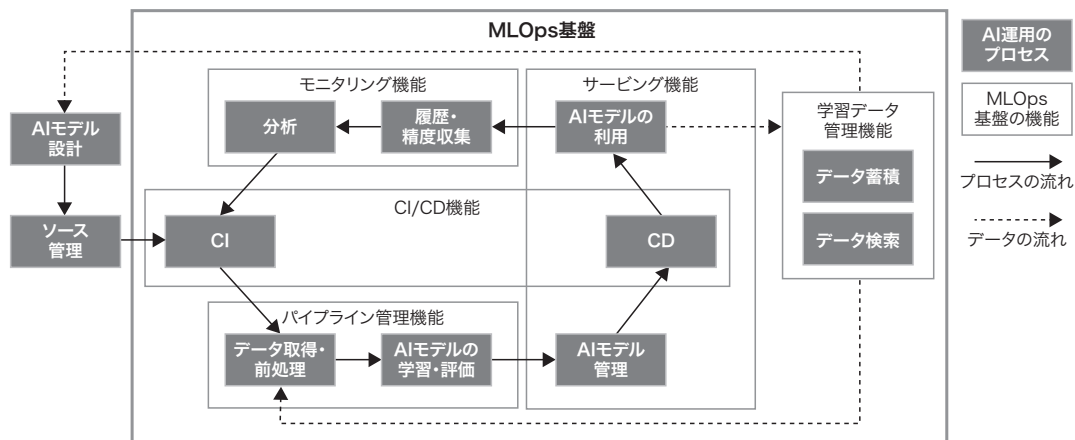 MLOps基盤
AI運用の
プロセス
MLOps
基盤の機能
プロセスの流れ
データの流れ
モニタリング機能
サービング機能
分析
履歴・
精度収集
AIモデルの
利用
学習データ
管理機能
データ蓄積
データ検索
AIモデル
設計
ソース
管理
CI/CD機能
CI
CD
パイプライン管理機能
データ取得・
前処理
AIモデルの
学習・評価
AIモデル
管理